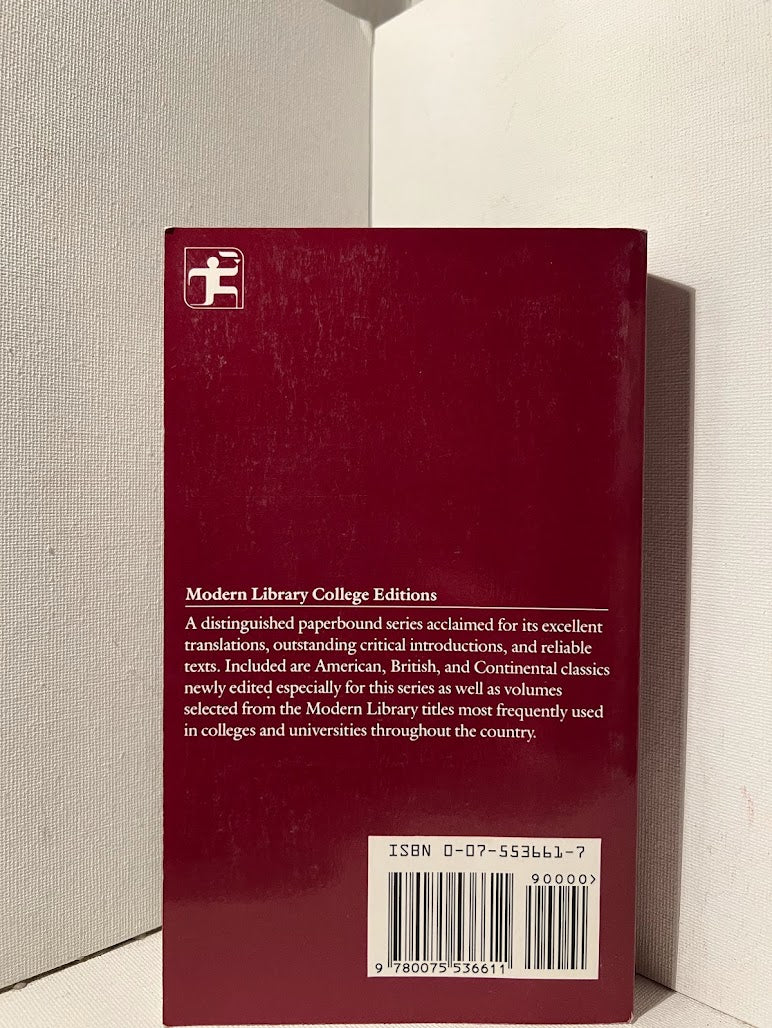 Modern Library College Editions
A distinguished paperbound series acclaimed for its excellent
translations, outstanding critical introductions, and reliable
texts. Included are American, British, and Continental classics
newly edited especially for this series as well as volumes
selected from the Modern Library titles most frequently used
in colleges and universities throughout the country.
ISBN 0-07-553661-7
90000>
9 780075 536611